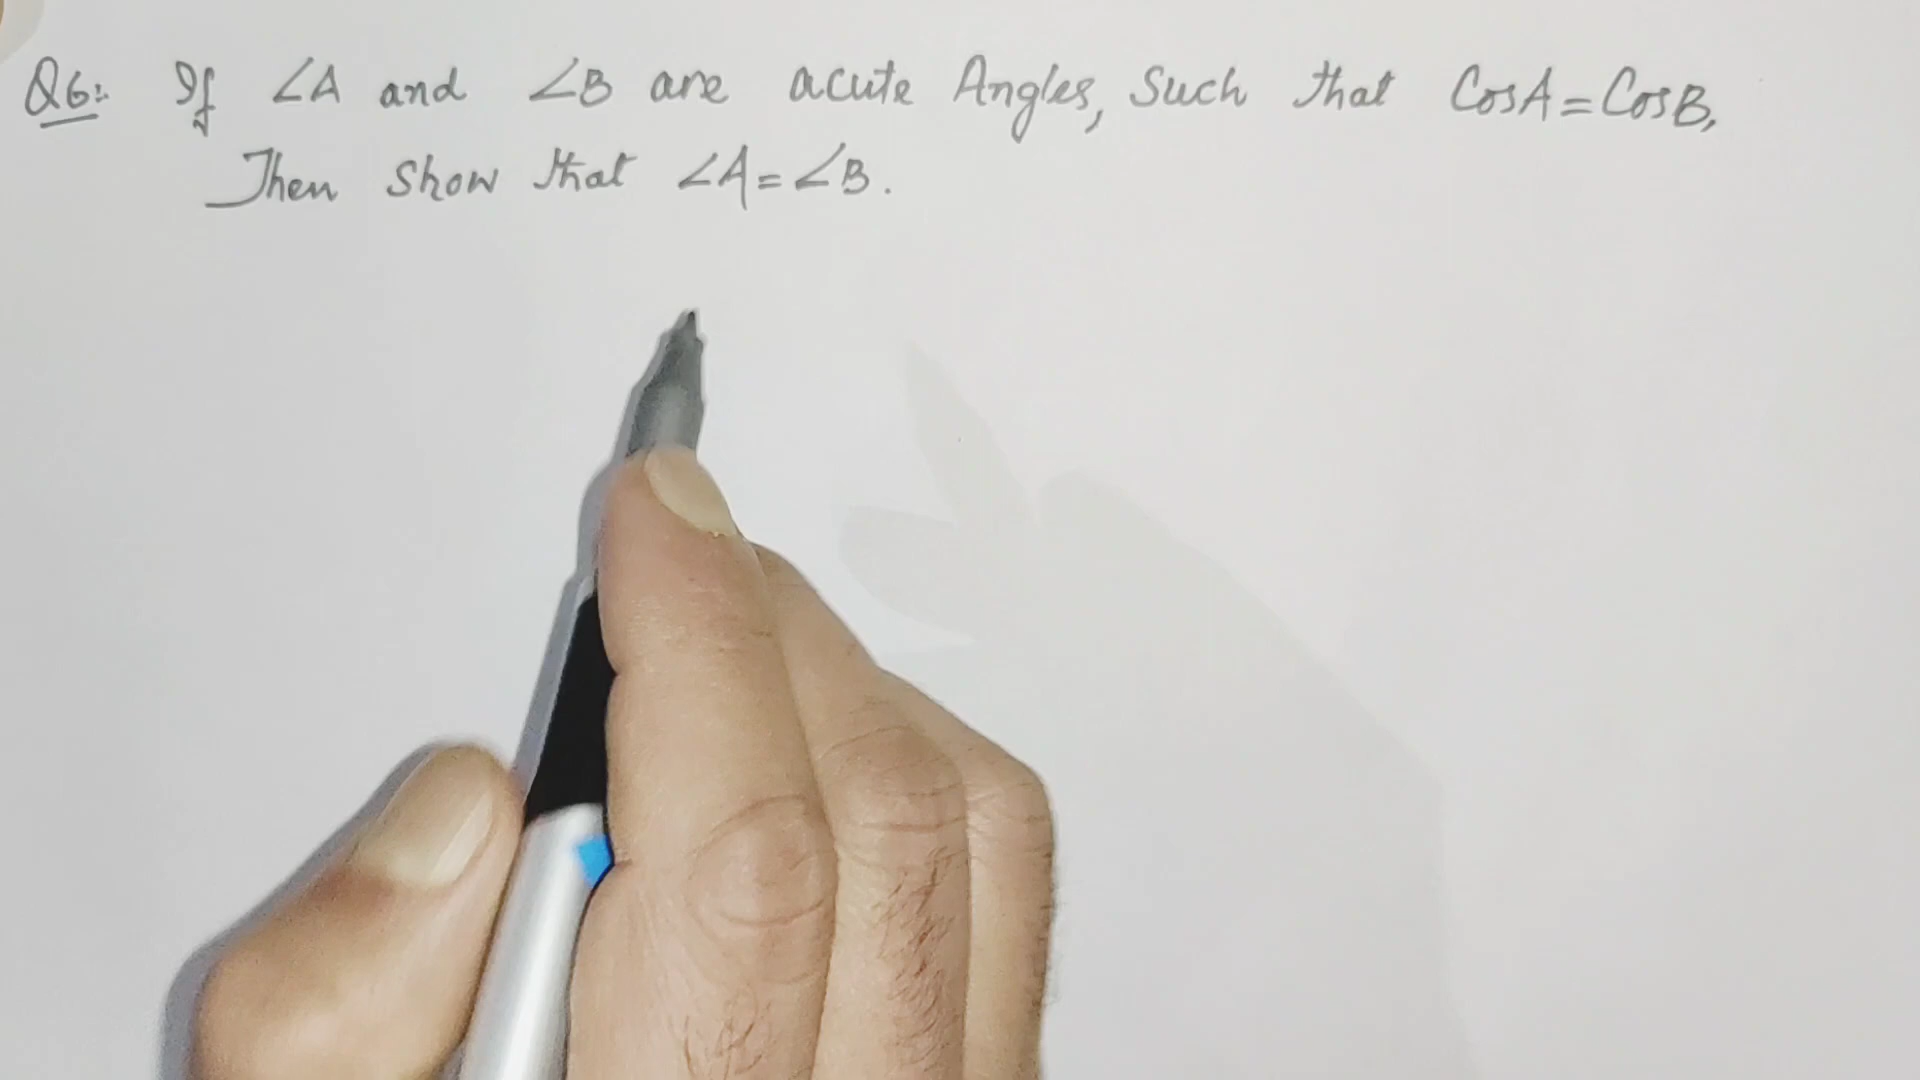 Q6:- If ∠A and ∠B are acute Angles, Such that CosA = CosB,
Then Show that ∠A = ∠B.